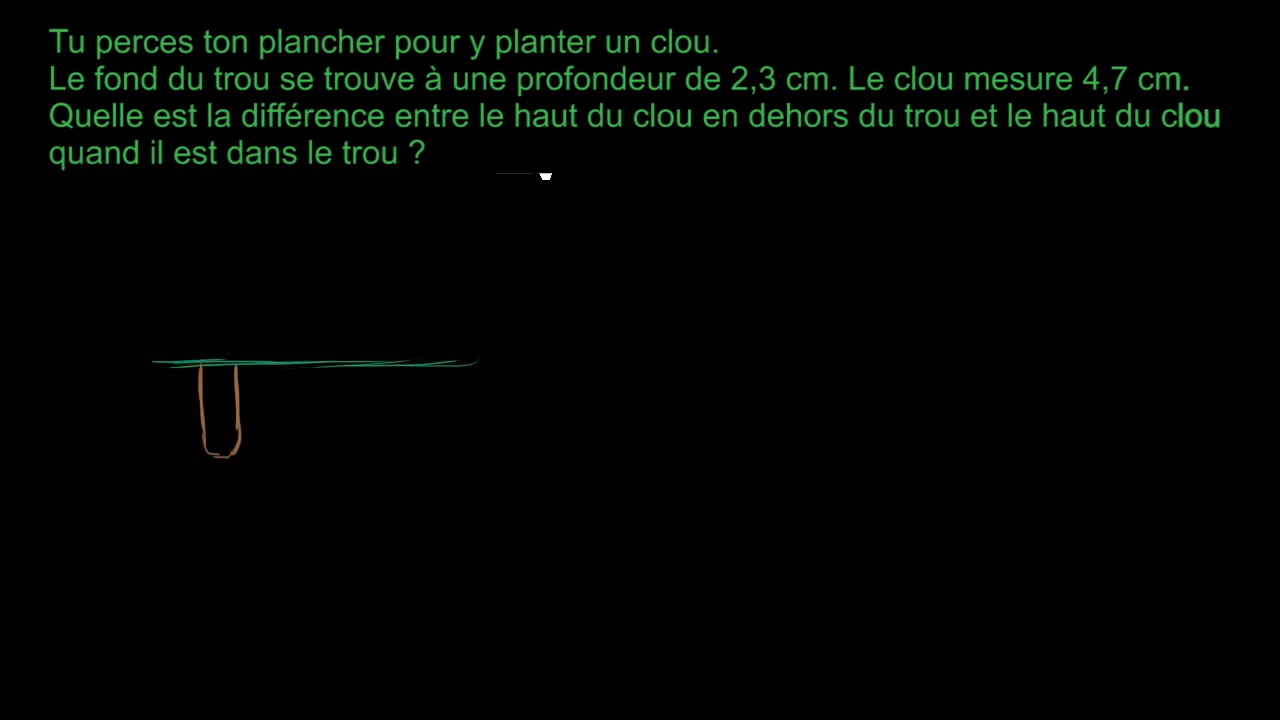 Tu perces ton plancher pour y planter un clou.
Le fond du trou se trouve à une profondeur de 2,3 cm. Le clou mesure 4,7 cm.
Quelle est la différence entre le haut du clou en dehors du trou et le haut du clou
quand il est dans le trou ?